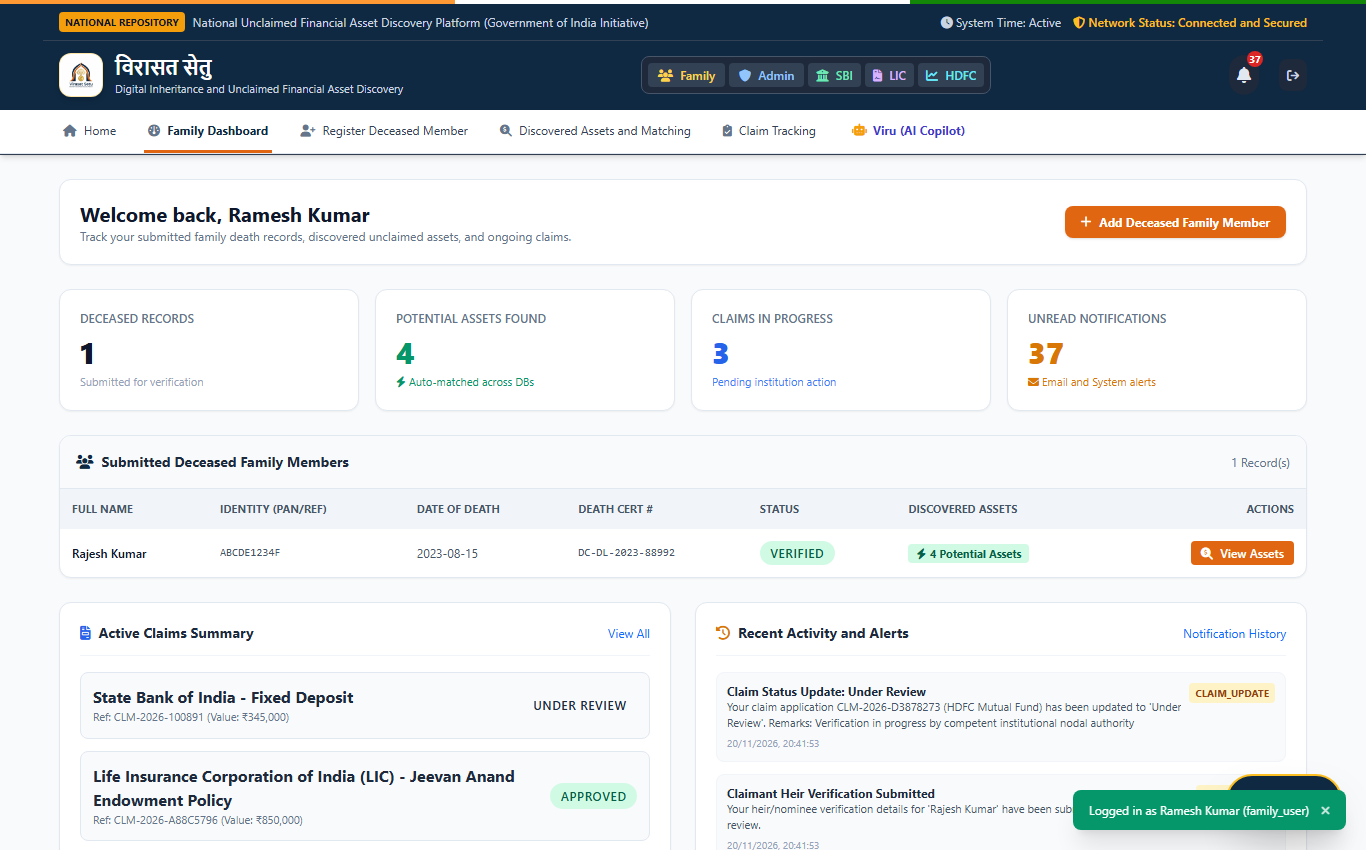 NATIONAL REPOSITORY National Unclaimed Financial Asset Discovery Platform (Government of India Initiative)
System Time: Active Network Status: Connected and Secured
विरासत सेतु
Digital Inheritance and Unclaimed Financial Asset Discovery
Family Admin SBI LIC HDFC
37
Home Family Dashboard Register Deceased Member Discovered Assets and Matching Claim Tracking Viru (AI Copilot)
Welcome back, Ramesh Kumar
Track your submitted family death records, discovered unclaimed assets, and ongoing claims.
+ Add Deceased Family Member
DECEASED RECORDS
1
Submitted for verification
POTENTIAL ASSETS FOUND
4
Auto-matched across DBs
CLAIMS IN PROGRESS
3
Pending institution action
UNREAD NOTIFICATIONS
37
Email and System alerts
Submitted Deceased Family Members
1 Record(s)
FULL NAME IDENTITY (PAN/REF) DATE OF DEATH DEATH CERT # STATUS DISCOVERED ASSETS ACTIONS
Rajesh Kumar ABCDE1234F 2023-08-15 DC-DL-2023-88992 VERIFIED 4 Potential Assets View Assets
Active Claims Summary
View All
State Bank of India - Fixed Deposit
Ref: CLM-2026-100891 (Value: ₹345,000)
UNDER REVIEW
Life Insurance Corporation of India (LIC) - Jeevan Anand
Endowment Policy
Ref: CLM-2026-A88C5796 (Value: ₹850,000)
APPROVED
Recent Activity and Alerts
Notification History
Claim Status Update: Under Review
CLAIM_UPDATE
Your claim application CLM-2026-D3878273 (HDFC Mutual Fund) has been updated to 'Under
Review'. Remarks: Verification in progress by competent institutional nodal authority
20/11/2026, 20:41:53
Claimant Heir Verification Submitted
Your heir/nominee verification details for 'Rajesh Kumar' have been
review.
20/11/2026, 20:41:53
Logged in as Ramesh Kumar (family_user) ×